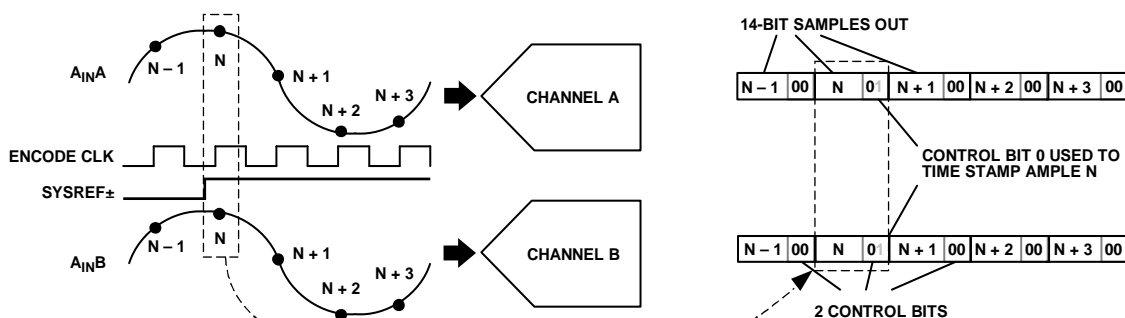 A_INA
N – 1
N
N + 1
N + 2
N + 3
CHANNEL A
ENCODE CLK
SYSREF±
A_INB
N – 1
N
N + 1
N + 2
N + 3
CHANNEL B
14-BIT SAMPLES OUT
N – 1 00 N 01 N + 1 00 N + 2 00 N + 3 00
CONTROL BIT 0 USED TO
TIME STAMP AMPLE N
N – 1 00 N 01 N + 1 00 N + 2 00 N + 3 00
2 CONTROL BITS